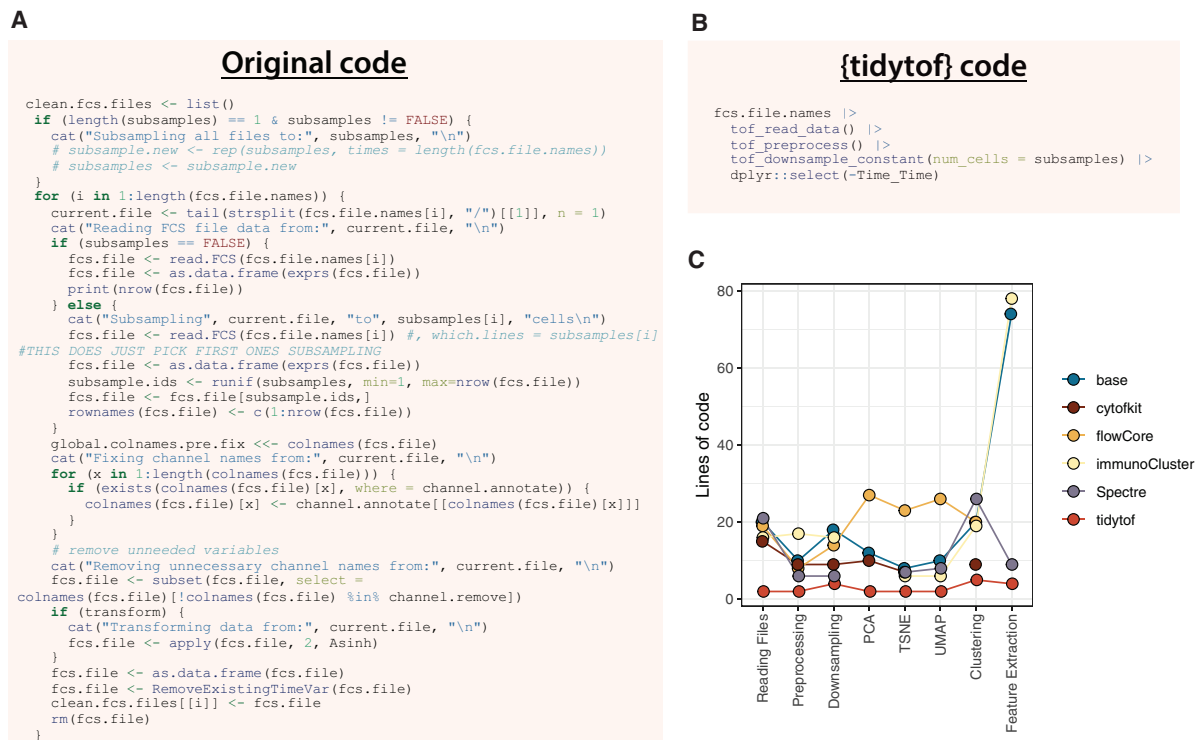 A
Original code
clean.fcs.files <- list()
if (length(subsamples) == 1 & subsamples != FALSE) {
cat("Subsampling all files to:", subsamples, "\n")
# subsample.new <- rep(subsamples, times = length(fcs.file.names))
# subsamples <- subsample.new
}
for (i in 1:length(fcs.file.names)) {
current.file <- tail(strsplit(fcs.file.names[i], "/")[[1]], n = 1)
cat("Reading FCS file data from:", current.file, "\n")
if (subsamples == FALSE) {
fcs.file <- read.FCS(fcs.file.names[i])
fcs.file <- as.data.frame(exprs(fcs.file))
print(nrow(fcs.file))
} else {
cat("Subsampling", current.file, "to", subsamples[i], "cells\n")
fcs.file <- read.FCS(fcs.file.names[i]) #, which.lines = subsamples[i]
#THIS DOES JUST PICK FIRST ONES SUBSAMPLING
fcs.file <- as.data.frame(exprs(fcs.file))
subsample.ids <- runif(subsamples, min=1, max=nrow(fcs.file))
fcs.file <- fcs.file[subsample.ids,]
rownames(fcs.file) <- c(1:nrow(fcs.file))
}
global.colnames.pre.fix <<- colnames(fcs.file)
cat("Fixing channel names from:", current.file, "\n")
for (x in 1:length(colnames(fcs.file))) {
if (exists(colnames(fcs.file)[x], where = channel.annotate)) {
colnames(fcs.file)[x] <- channel.annotate[[colnames(fcs.file)[x]]]
}
}
# remove unneeded variables
cat("Removing unnecessary channel names from:", current.file, "\n")
fcs.file <- subset(fcs.file, select =
colnames(fcs.file)[!colnames(fcs.file) %in% channel.remove])
if (transform) {
cat("Transforming data from:", current.file, "\n")
fcs.file <- apply(fcs.file, 2, Asinh)
}
fcs.file <- as.data.frame(fcs.file)
fcs.file <- RemoveExistingTimeVar(fcs.file)
clean.fcs.files[[i]] <- fcs.file
rm(fcs.file)
}
B
{tidytof} code
fcs.file.names |>
tof_read_data() |>
tof_preprocess() |>
tof_downsample_constant(num_cells = subsamples) |>
dplyr::select(-Time_Time)
C
Lines of code
80
60
40
20
0
Reading Files
Preprocessing
Downsampling
PCA
TSNE
UMAP
Clustering
Feature Extraction
base
cytofkit
flowCore
immunoCluster
Spectre
tidytof